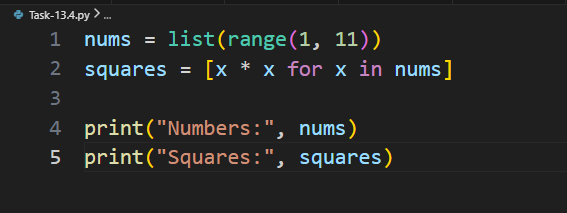 Task-13.4.py > ...
1 nums = list(range(1, 11))
2 squares = [x * x for x in nums]
3
4 print("Numbers:", nums)
5 print("Squares:", squares)